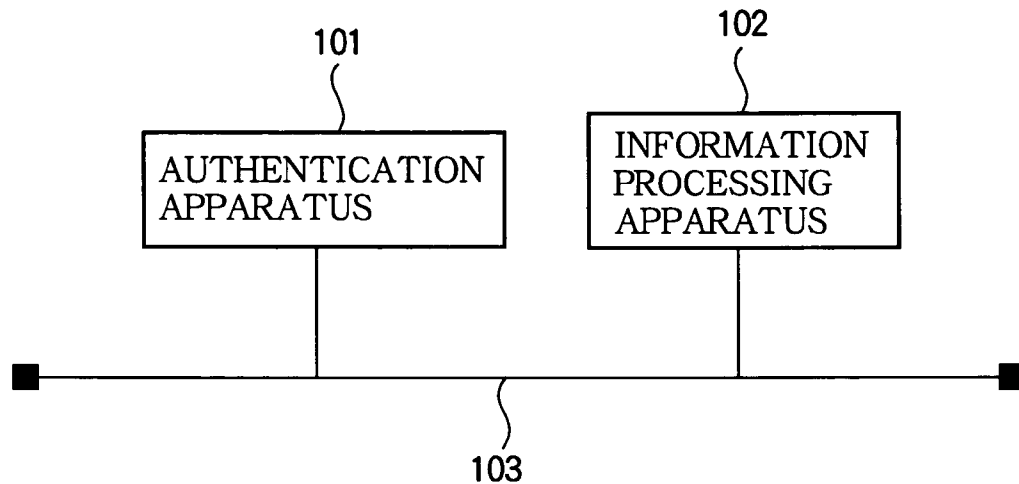 101
102
AUTHENTICATION
APPARATUS
INFORMATION
PROCESSING
APPARATUS
103